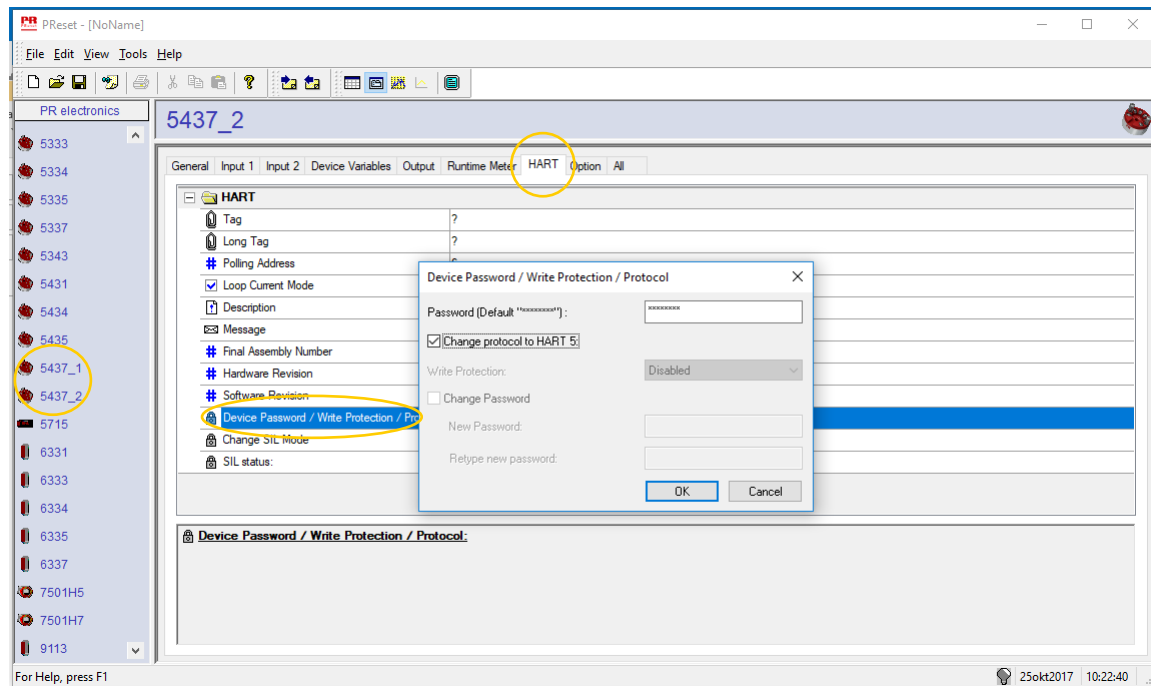 PR PReset - [NoName]
File Edit View Tools Help
PR electronics
5333
5334
5335
5337
5343
5431
5434
5435
5437_1
5437_2
5715
6331
6333
6334
6335
6337
7501H5
7501H7
9113
5437_2
General Input 1 Input 2 Device Variables Output Runtime Meter HART Option All
HART
Tag ?
Long Tag ?
Polling Address
Loop Current Mode
Description
Message
Final Assembly Number
Hardware Revision
Software Revision
Device Password / Write Protection / Pro
Change SIL Mode
SIL status:
Device Password / Write Protection / Protocol
Password (Default "********") : ********
Change protocol to HART 5:
Write Protection: Disabled
Change Password
New Password:
Retype new password:
OK Cancel
Device Password / Write Protection / Protocol:
For Help, press F1 25okt2017 10:22:40